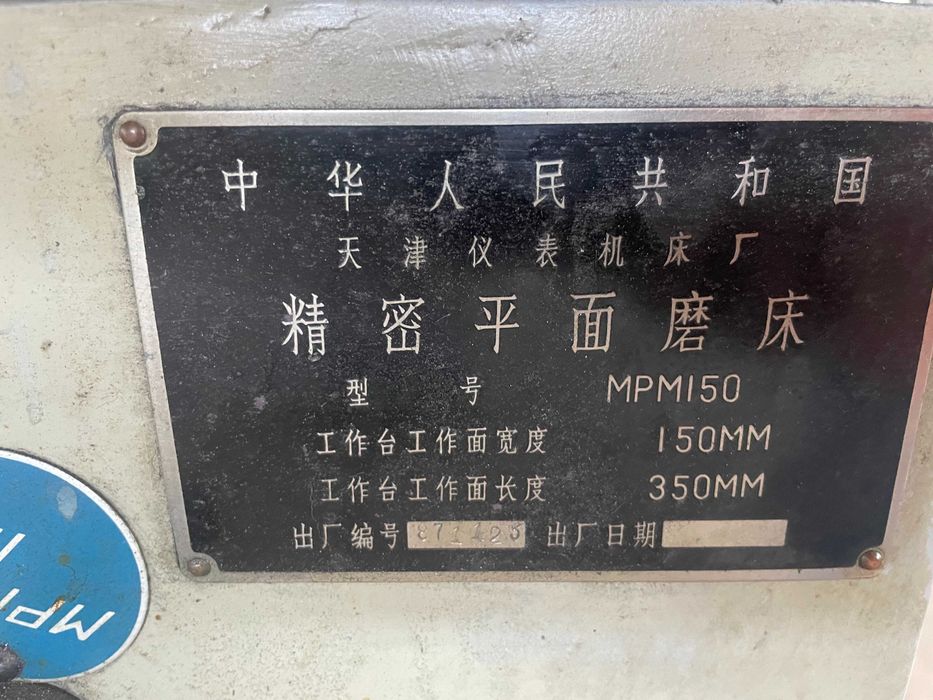 中华人民共和国
天津仪表机床厂
精密平面磨床
型号 MPM150
工作台工作面宽度 150MM
工作台工作面长度 350MM
出厂编号 出厂日期
MPM